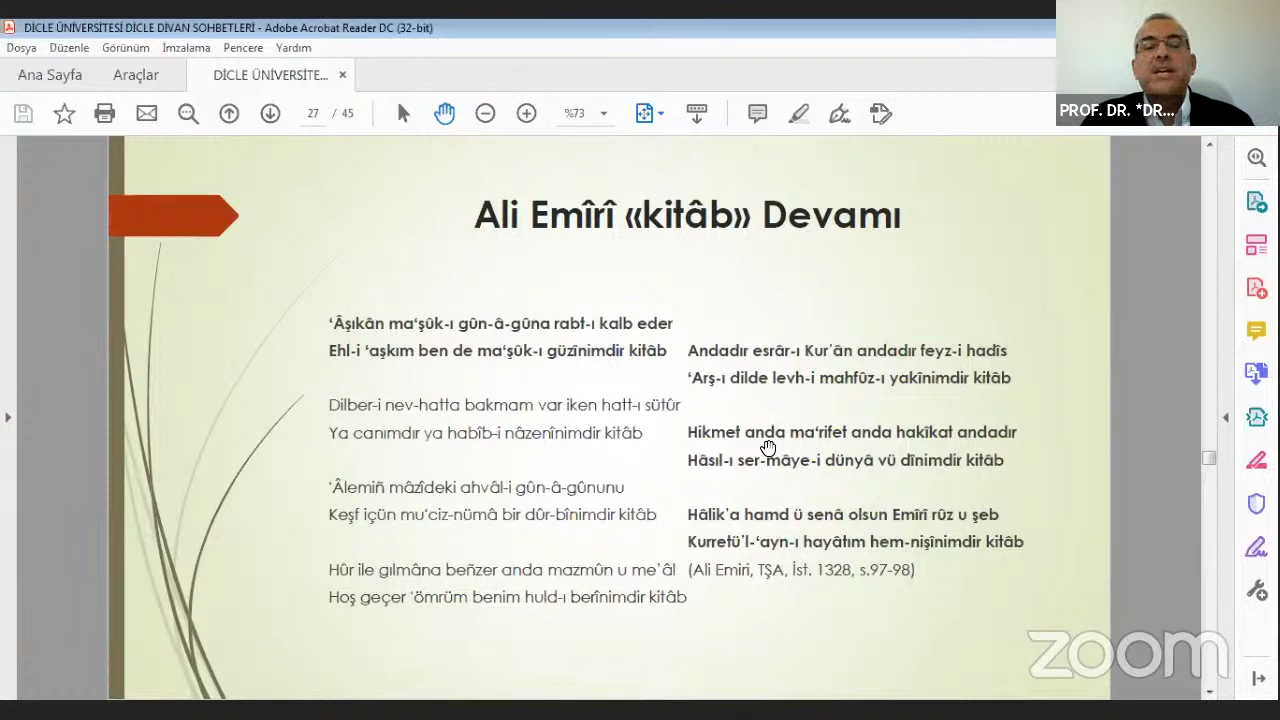 DİCLE ÜNİVERSİTESİ DİCLE DİVAN SOHBETLERİ - Adobe Acrobat Reader DC (32-bit)
Dosya Düzenle Görünüm İmzalama Pencere Yardım
Ana Sayfa Araçlar DİCLE ÜNİVERSİTE... ×
27 / 45 %73
PROF. DR. *DR...
Ali Emîrî «kitâb» Devamı
‘Âşıkân ma‘şûk-ı gûn-â-gûna rabt-ı kalb eder
Ehl-i ‘aşkım ben de ma‘şûk-ı güzînimdir kitâb
Dilber-i nev-hatta bakmam var iken hatt-ı sütûr
Ya canımdır ya habîb-i nâzenînimdir kitâb
‘Âlemiñ mâzîdeki ahvâl-i gûn-â-gûnunu
Keşf içün mu‘ciz-nümâ bir dûr-bînimdir kitâb
Hûr ile gılmâna beñzer anda mazmûn u me’âl
Hoş geçer ‘ömrüm benim huld-ı berînimdir kitâb
Andadır esrâr-ı Kur’ân andadır feyz-i hadîs
‘Arş-ı dilde levh-i mahfûz-ı yakînimdir kitâb
Hikmet anda ma‘rifet anda hakîkat andadır
Hâsıl-ı ser-mâye-i dünyâ vü dînimdir kitâb
Hâlik’a hamd ü senâ olsun Emîrî rûz u şeb
Kurretü’l-‘ayn-ı hayâtım hem-nişînimdir kitâb
(Ali Emiri, TŞA, İst. 1328, s.97-98)
zoom